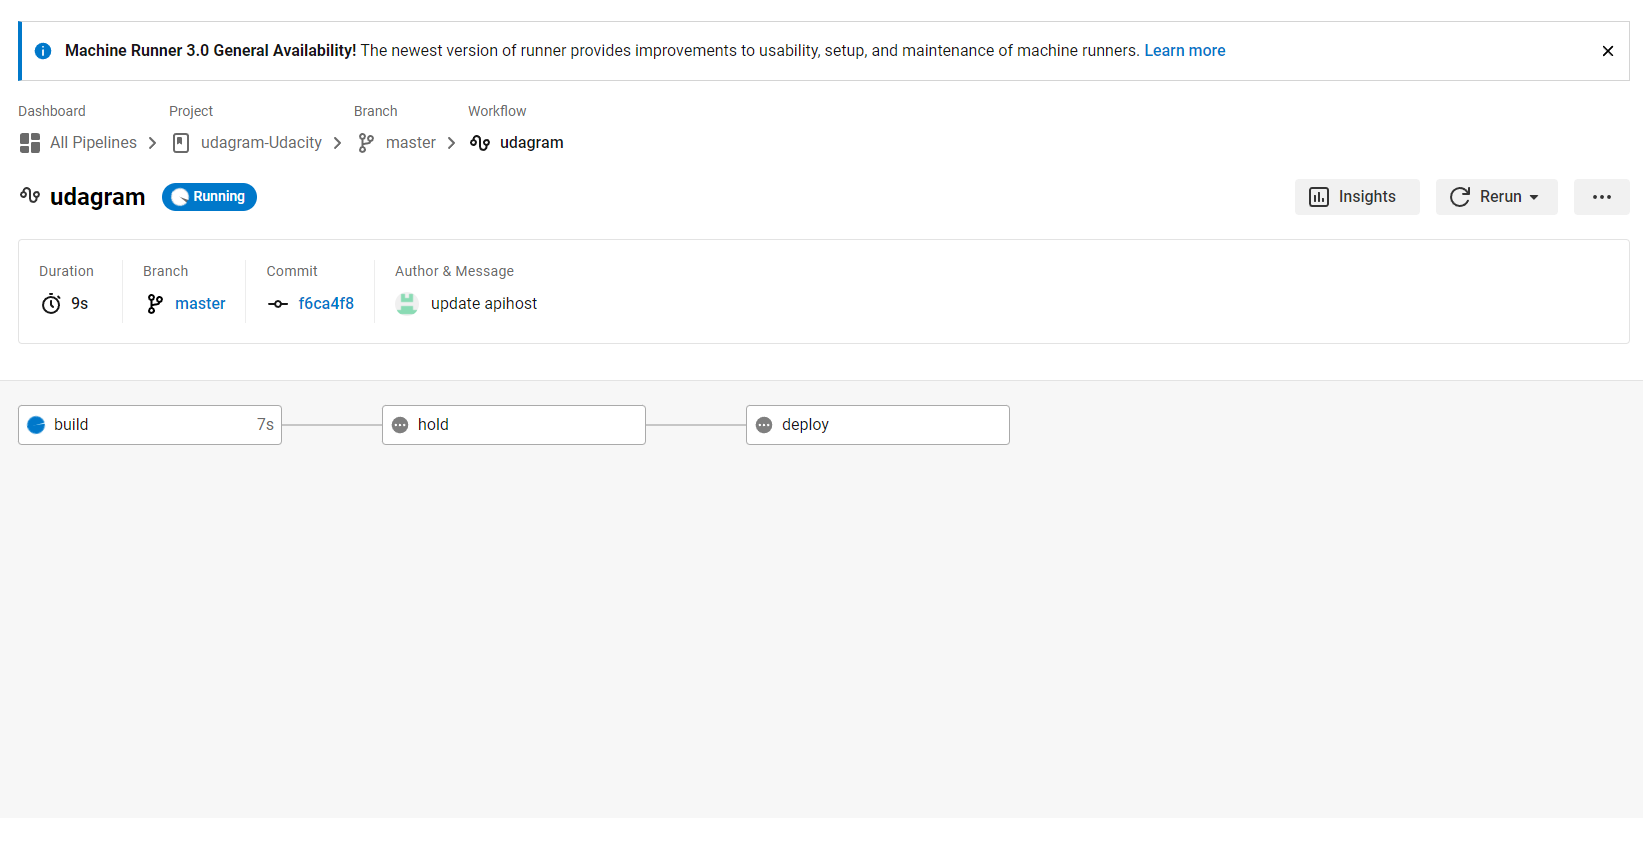 Machine Runner 3.0 General Availability! The newest version of runner provides improvements to usability, setup, and maintenance of machine runners. Learn more
Dashboard Project Branch Workflow
All Pipelines udagram-Udacity master udagram
udagram Running Insights Rerun
Duration Branch Commit Author & Message
9s master f6ca4f8 update apihost
build 7s hold deploy